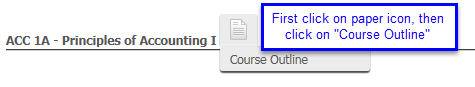 First click on paper icon, then
click on "Course Outline"
ACC 1A - Principles of Accounting I
Course Outline